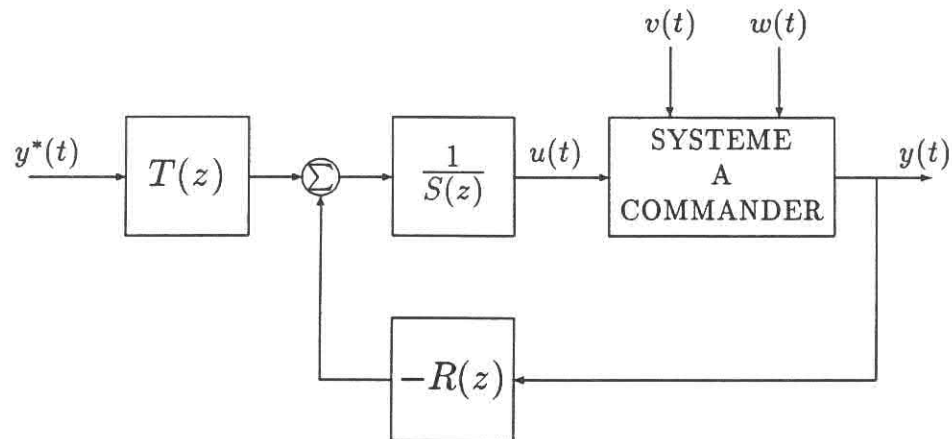 v(t)
w(t)
y*(t)
T(z)
Σ
1
S(z)
u(t)
SYSTEME
A
COMMANDER
y(t)
−R(z)